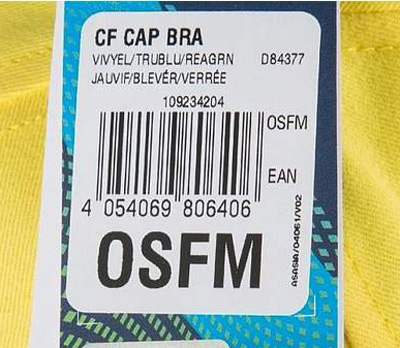 CF CAP BRA
VIVYEL/TRUBLU/REAGRN D84377
JAUVIF/BLEVÉR/VERRÉE
109234204
OSFM
EAN
4 054069 806406
OSFM
ASASIA/04061/V02